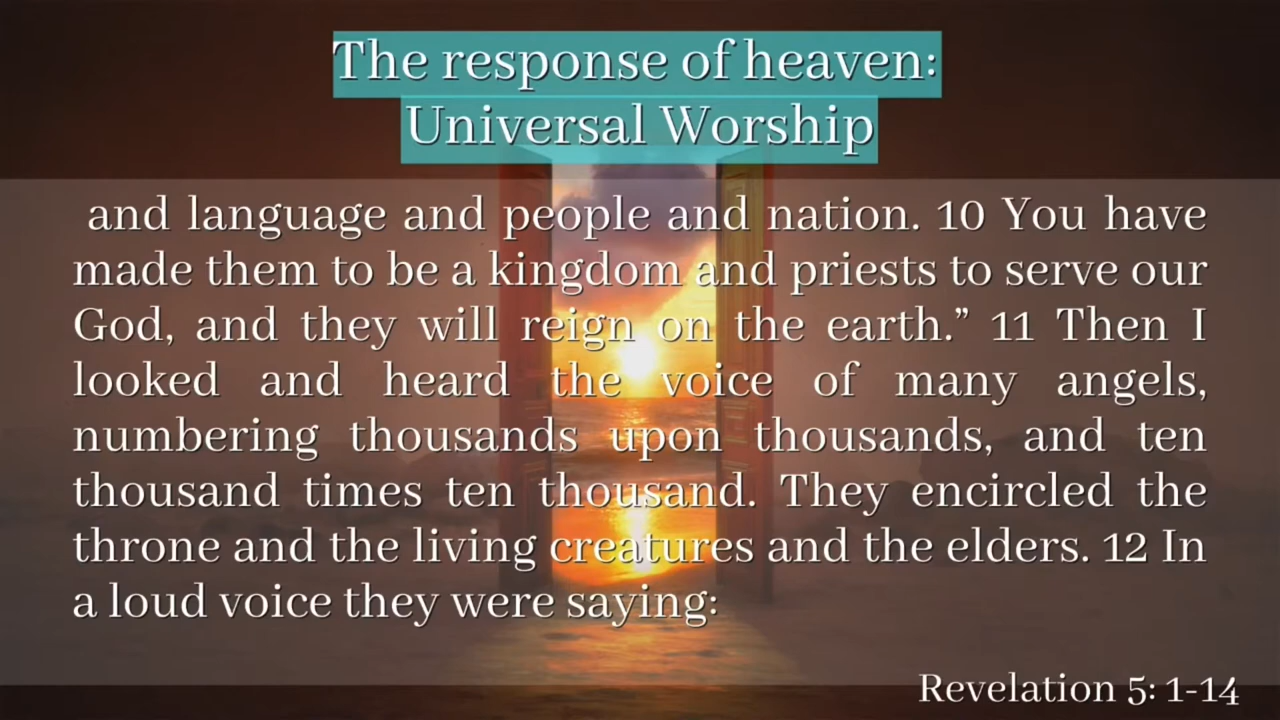 The response of heaven:
Universal Worship
and language and people and nation. 10 You have
made them to be a kingdom and priests to serve our
God, and they will reign on the earth.” 11 Then I
looked and heard the voice of many angels,
numbering thousands upon thousands, and ten
thousand times ten thousand. They encircled the
throne and the living creatures and the elders. 12 In
a loud voice they were saying:
Revelation 5: 1-14